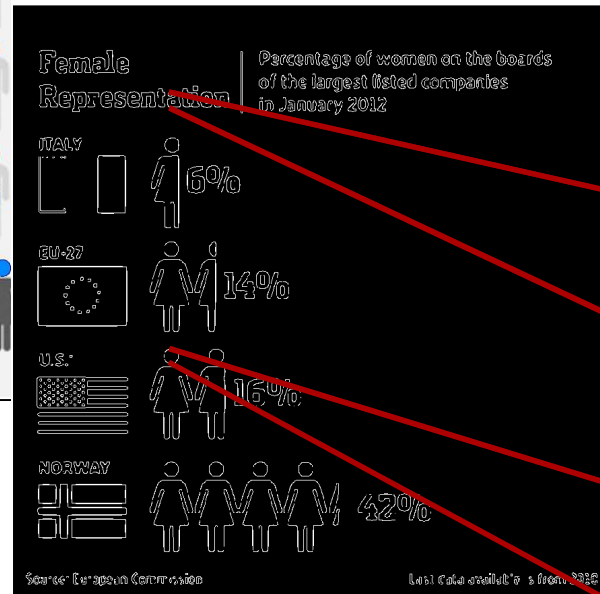 Female
Representation
Percentage of women on the boards
of the largest listed companies
in January 2012
ITALY
6%
EU-27
14%
U.S.*
16%
NORWAY
42%
Source: European Commission
Last data available is from 2010